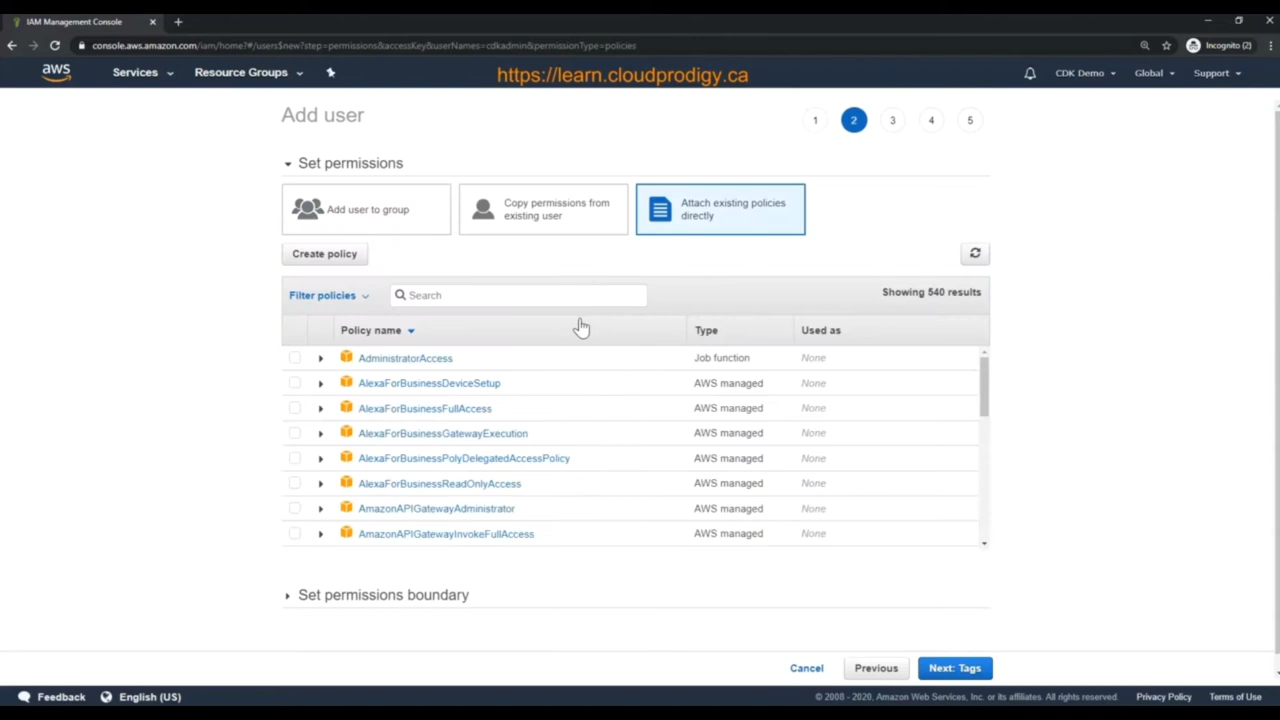 IAM Management Console
console.aws.amazon.com/iam/home?#/users$new?step=permissions&accessKey&userNames=cdkadmin&permissionType=policies
Incognito (2)
aws
Services
Resource Groups
https://learn.cloudprodigy.ca
CDK Demo
Global
Support
Add user
1
2
3
4
5
Set permissions
Add user to group
Copy permissions from
existing user
Attach existing policies
directly
Create policy
Filter policies
Search
Showing 540 results
Policy name
Type
Used as
AdministratorAccess
Job function
None
AlexaForBusinessDeviceSetup
AWS managed
None
AlexaForBusinessFullAccess
AWS managed
None
AlexaForBusinessGatewayExecution
AWS managed
None
AlexaForBusinessPolyDelegatedAccessPolicy
AWS managed
None
AlexaForBusinessReadOnlyAccess
AWS managed
None
AmazonAPIGatewayAdministrator
AWS managed
None
AmazonAPIGatewayInvokeFullAccess
AWS managed
None
Set permissions boundary
Cancel
Previous
Next: Tags
Feedback
English (US)
© 2008 - 2020, Amazon Web Services, Inc. or its affiliates. All rights reserved.
Privacy Policy
Terms of Use